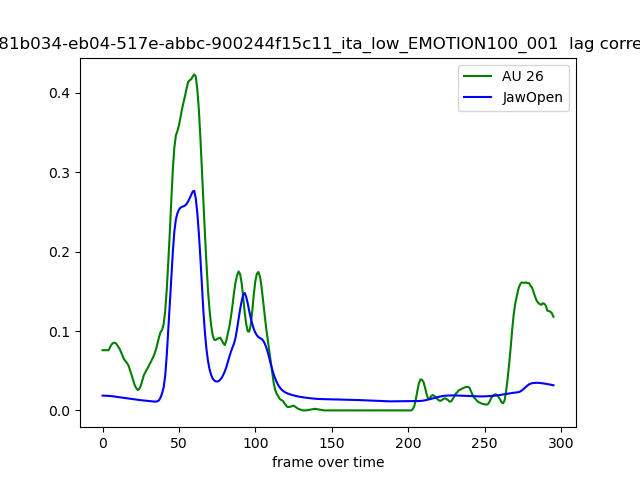 81b034-eb04-517e-abbc-900244f15c11_ita_low_EMOTION100_001 lag corre
AU 26
JawOpen
0.4
0.3
0.2
0.1
0.0
0 50 100 150 200 250 300
frame over time